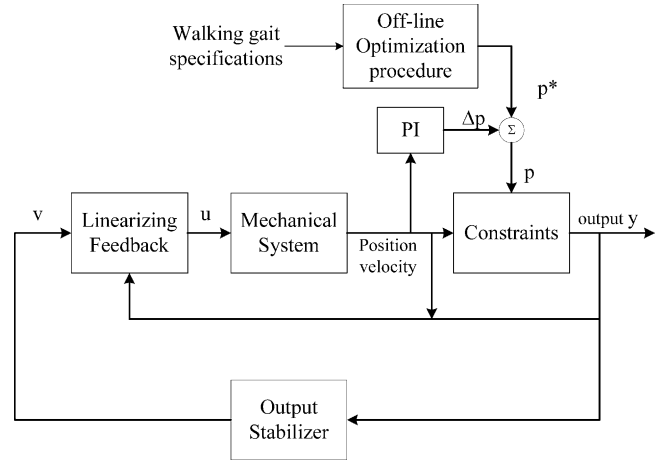 Walking gait
specifications
Off-line
Optimization
procedure
p*
PI
Δp
Σ
p
v
Linearizing
Feedback
u
Mechanical
System
Position
velocity
Constraints
output y
Output
Stabilizer